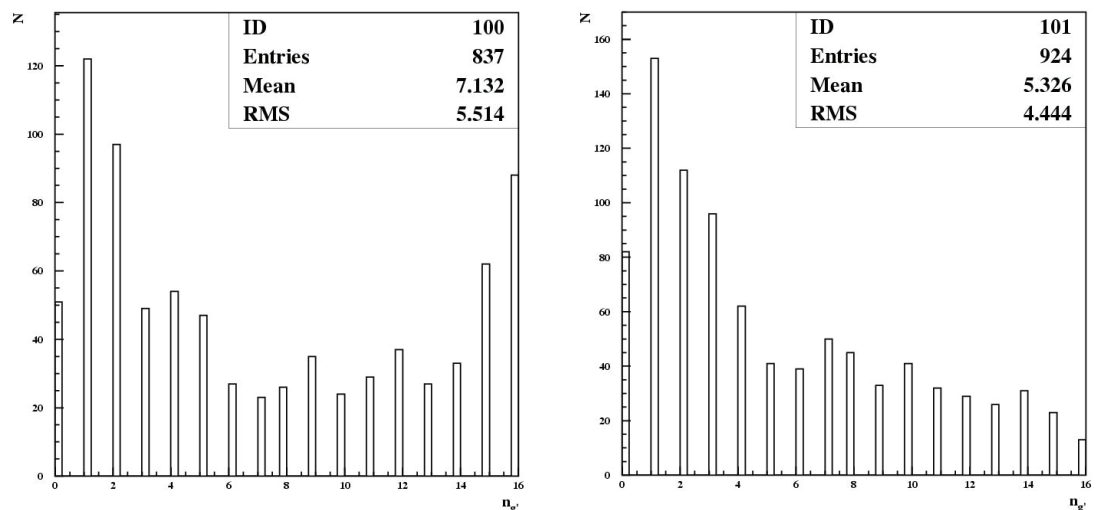 N
ID 100
Entries 837
Mean 7.132
RMS 5.514
120
100
80
60
40
20
0
0 2 4 6 8 10 12 14 16
N
ID 101
Entries 924
Mean 5.326
RMS 4.444
160
140
120
100
80
60
40
20
0
0 2 4 6 8 10 12 14 16